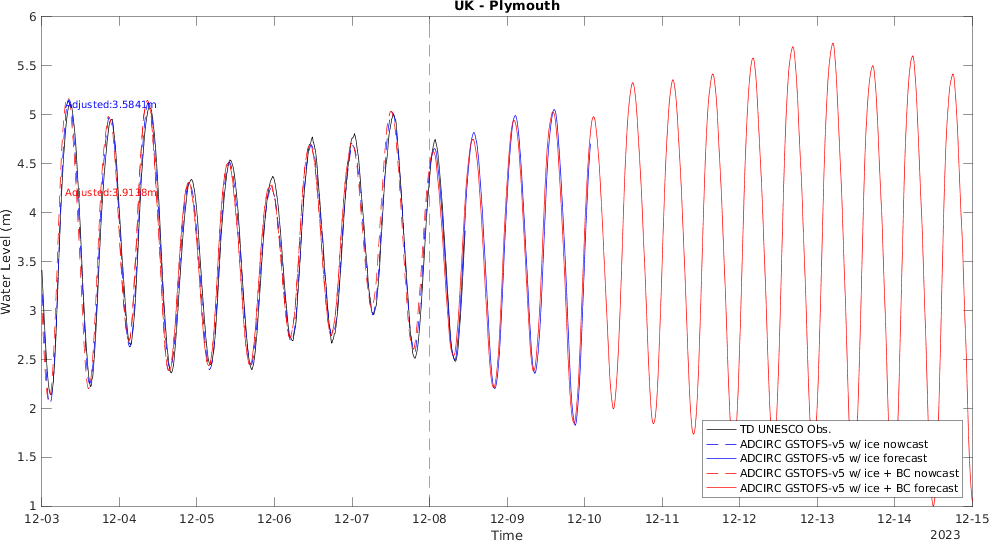 UK - Plymouth
6
5.5
5
4.5
4
3.5
3
2.5
2
1.5
1
Water Level (m)
Adjusted:3.5841m
Adjusted:3.9138m
TD UNESCO Obs.
ADCIRC GSTOFS-v5 w/ ice nowcast
ADCIRC GSTOFS-v5 w/ ice forecast
ADCIRC GSTOFS-v5 w/ ice + BC nowcast
ADCIRC GSTOFS-v5 w/ ice + BC forecast
12-03 12-04 12-05 12-06 12-07 12-08 12-09 12-10 12-11 12-12 12-13 12-14 12-15
Time
2023